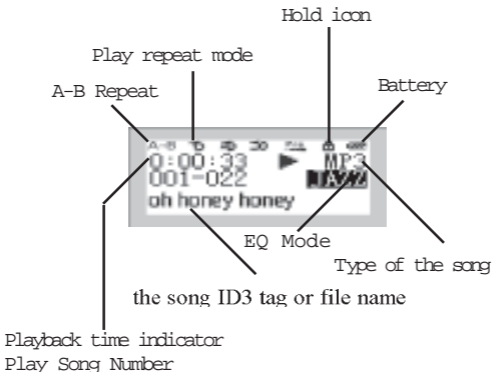 Hold icon
Play repeat mode
A-B Repeat
Battery
A-B
0:00:33 MP3
001-022 JAZZ
oh honey honey
EQ Mode
Type of the song
the song ID3 tag or file name
Playback time indicator
Play Song Number